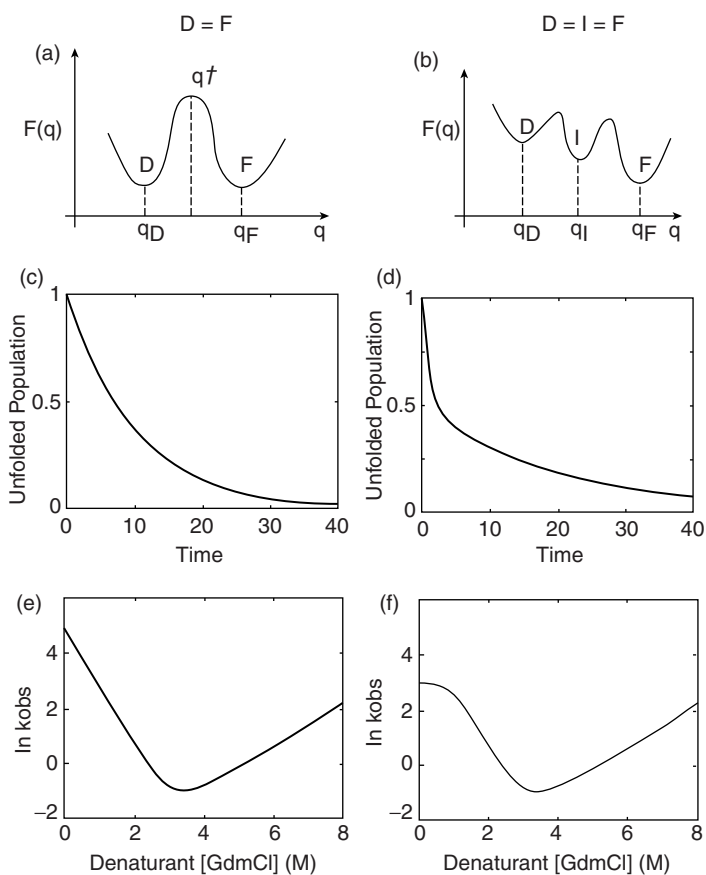 D = F
D = I = F
(a)
q†
F(q)
D
F
qD
qF
q
(b)
F(q)
D
I
F
qD
qI
qF
q
(c)
1
0.5
0
Unfolded Population
0
10
20
30
40
Time
(d)
1
0.5
0
Unfolded Population
0
10
20
30
40
Time
(e)
4
2
0
−2
ln kobs
0
2
4
6
8
Denaturant [GdmCl] (M)
(f)
4
2
0
−2
ln kobs
0
2
4
6
8
Denaturant [GdmCl] (M)